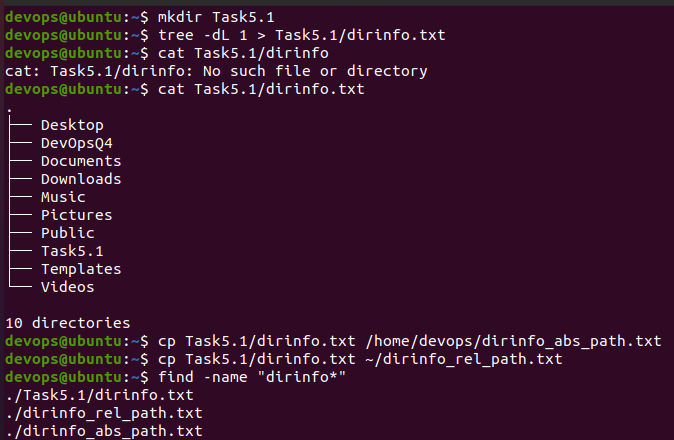 devops@ubuntu:~$ mkdir Task5.1
devops@ubuntu:~$ tree -dL 1 > Task5.1/dirinfo.txt
devops@ubuntu:~$ cat Task5.1/dirinfo
cat: Task5.1/dirinfo: No such file or directory
devops@ubuntu:~$ cat Task5.1/dirinfo.txt
.
├── Desktop
├── DevOpsQ4
├── Documents
├── Downloads
├── Music
├── Pictures
├── Public
├── Task5.1
├── Templates
└── Videos
10 directories
devops@ubuntu:~$ cp Task5.1/dirinfo.txt /home/devops/dirinfo_abs_path.txt
devops@ubuntu:~$ cp Task5.1/dirinfo.txt ~/dirinfo_rel_path.txt
devops@ubuntu:~$ find -name "dirinfo*"
./Task5.1/dirinfo.txt
./dirinfo_rel_path.txt
./dirinfo_abs_path.txt